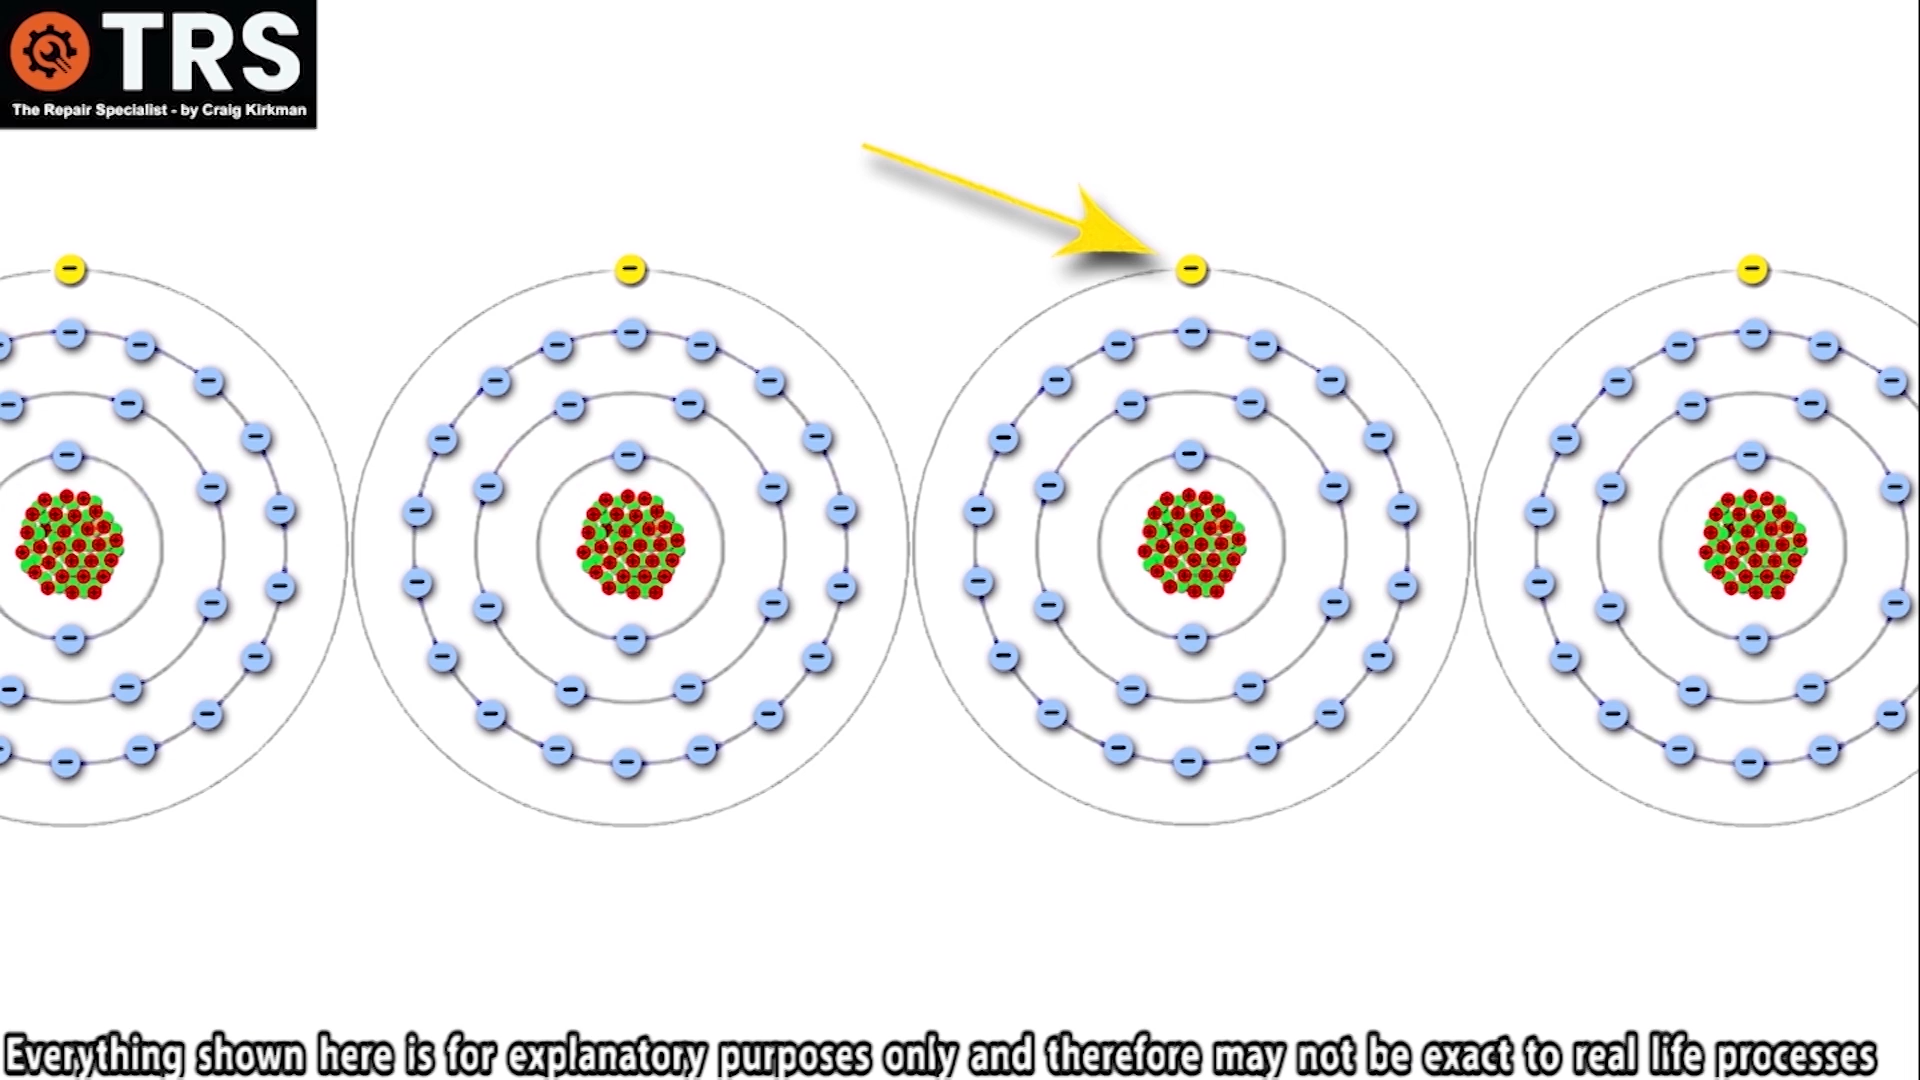 TRS
The Repair Specialist - by Craig Kirkman
Everything shown here is for explanatory purposes only and therefore may not be exact to real life processes